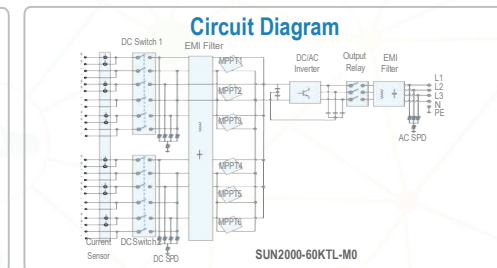 Circuit Diagram
DC Switch 1
EMI Filter
DC/AC
Inverter
Output
Relay
EMI
Filter
MPPT1
MPPT2
MPPT3
MPPT4
MPPT5
MPPT6
L1
L2
L3
N
PE
AC SPD
Current
Sensor
DCSwitch2
DC SPD
SUN2000-60KTL-M0